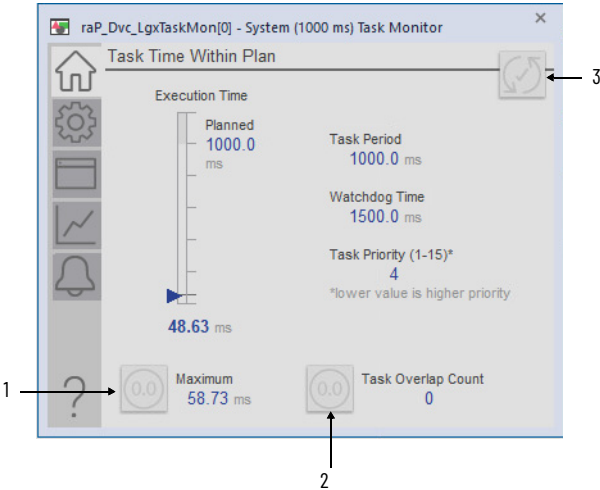 raP_Dvc_LgxTaskMon[0] - System (1000 ms) Task Monitor
Task Time Within Plan
3
Execution Time
Planned
1000.0
ms
Task Period
1000.0 ms
Watchdog Time
1500.0 ms
Task Priority (1-15)*
4
*lower value is higher priority
48.63 ms
1
0.0
Maximum
58.73 ms
0.0
Task Overlap Count
0
?
2